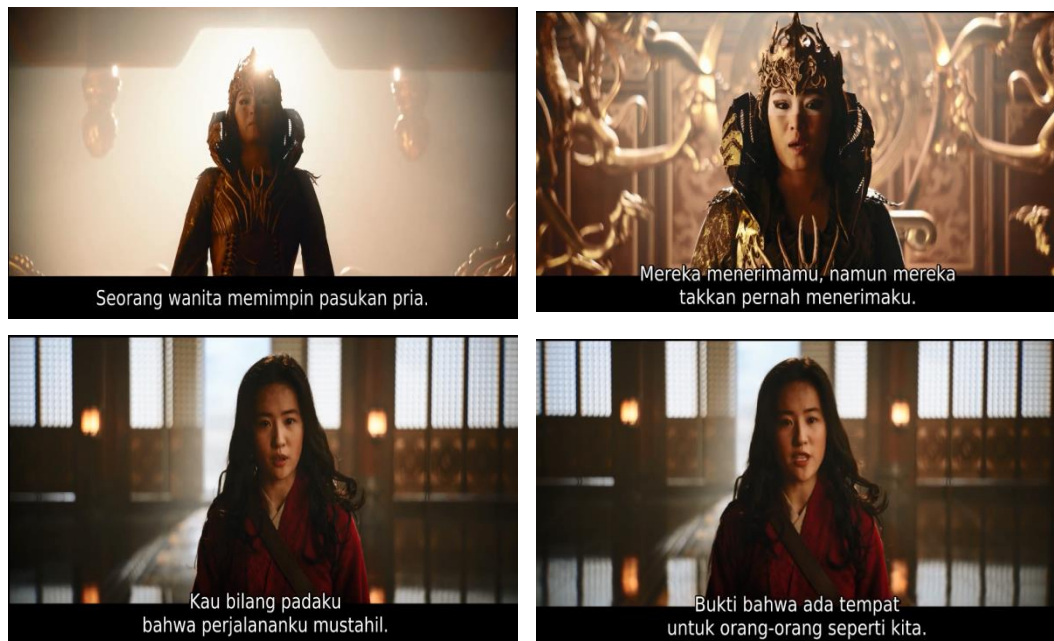 Seorang wanita memimpin pasukan pria.
Mereka menerimamu, namun mereka
takkan pernah menerimaku.
Kau bilang padaku
bahwa perjalananku mustahil.
Bukti bahwa ada tempat
untuk orang-orang seperti kita.